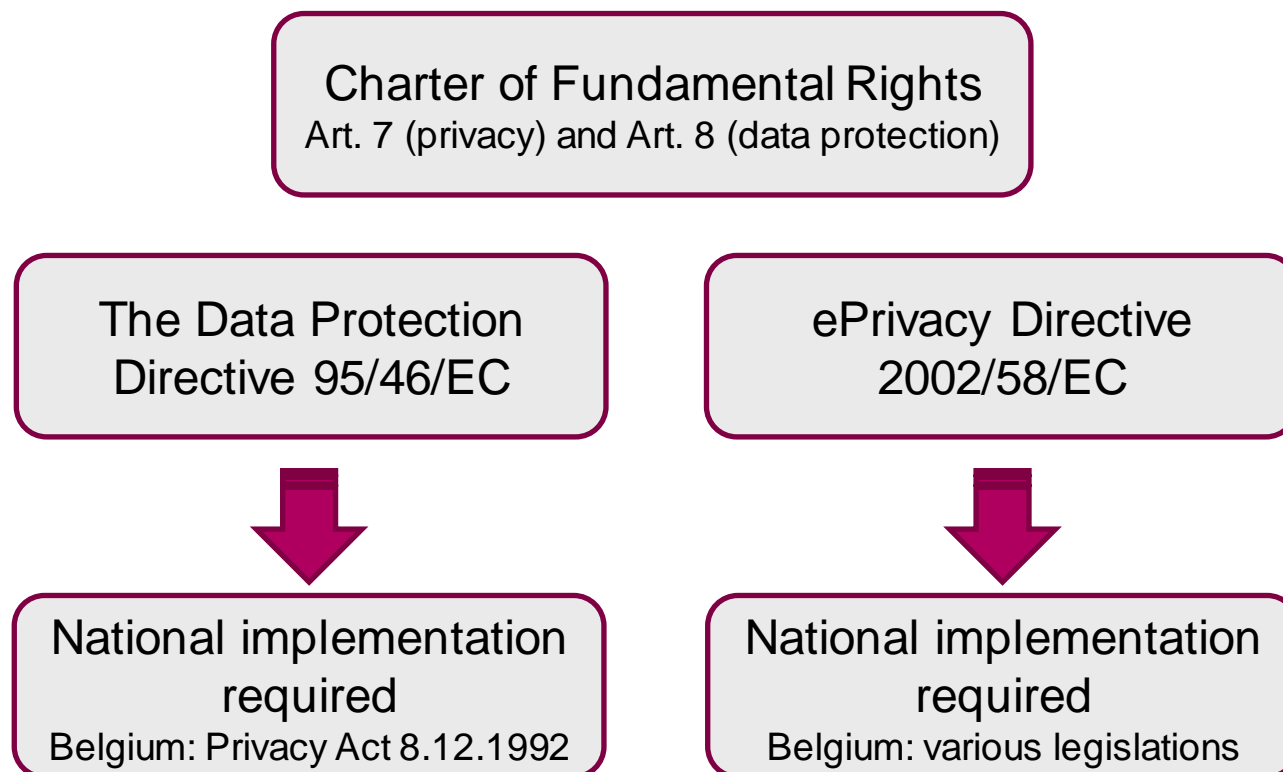 Charter of Fundamental Rights
Art. 7 (privacy) and Art. 8 (data protection)
The Data Protection
Directive 95/46/EC
ePrivacy Directive
2002/58/EC
National implementation
required
Belgium: Privacy Act 8.12.1992
National implementation
required
Belgium: various legislations